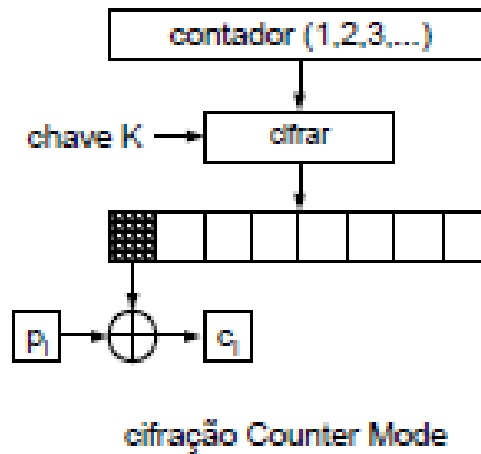 contador (1,2,3,...)
chave K
cifrar
pᵢ
cᵢ
cifração Counter Mode